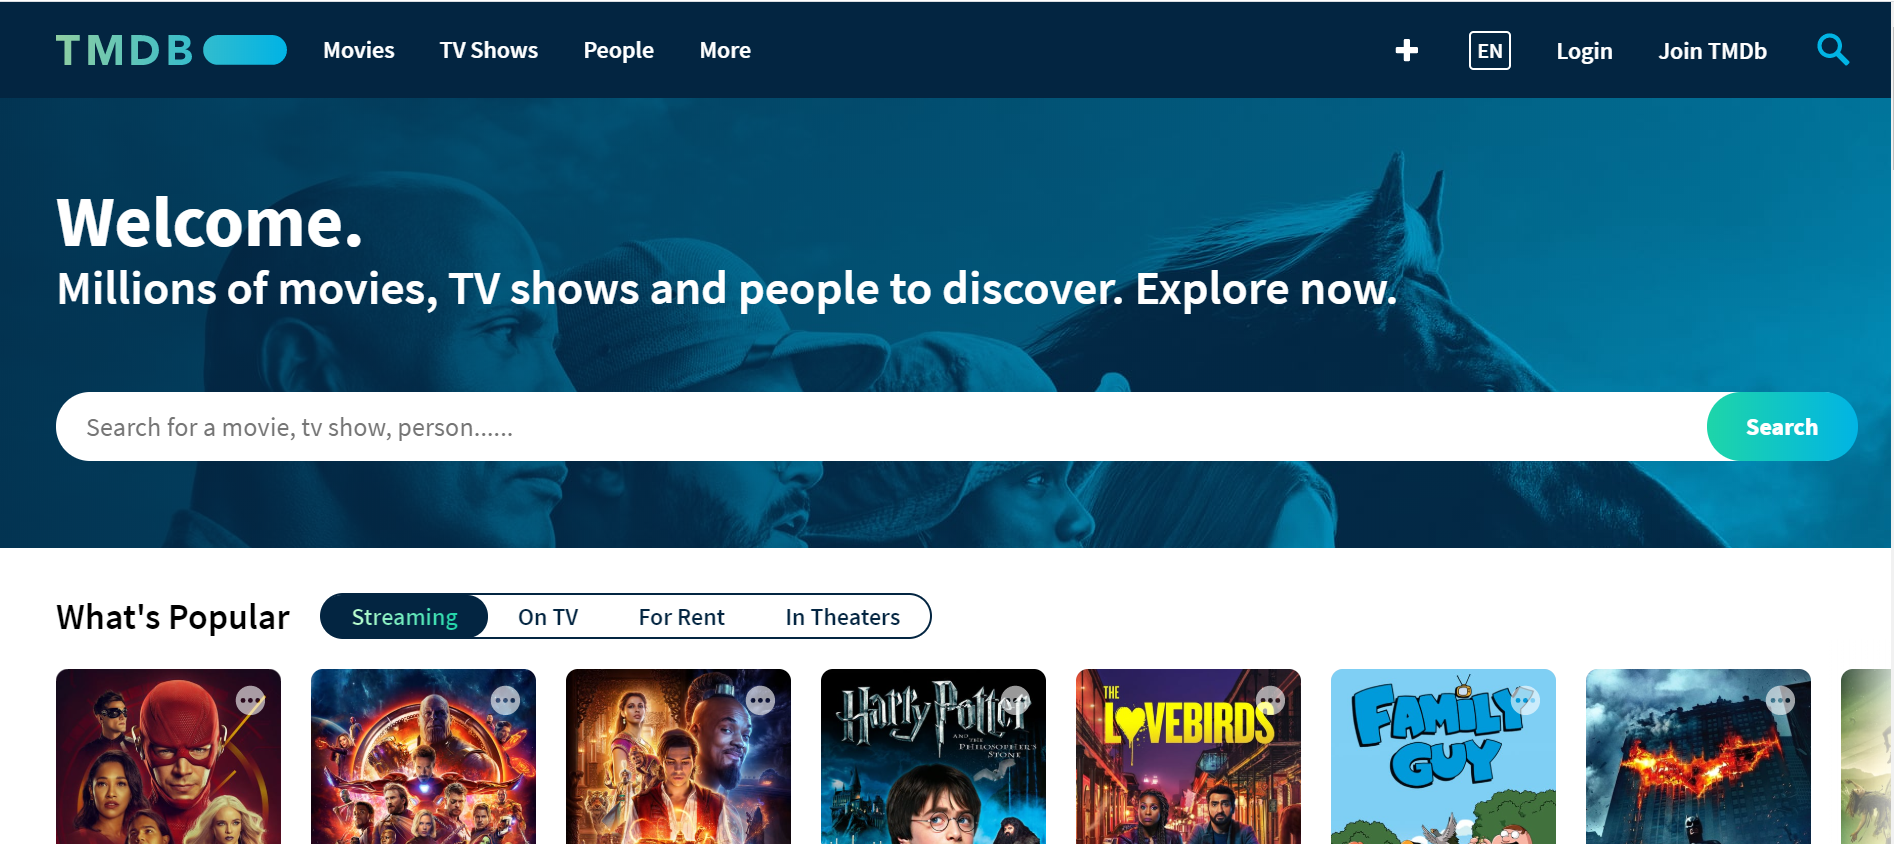 TMDB Movies TV Shows People More EN Login Join TMDb
Welcome.
Millions of movies, TV shows and people to discover. Explore now.
Search for a movie, tv show, person...... Search
What's Popular Streaming On TV For Rent In Theaters
Harry Potter
AND THE
PHILOSOPHER'S
STONE
THE
LOVEBIRDS
FAMILY
GUY